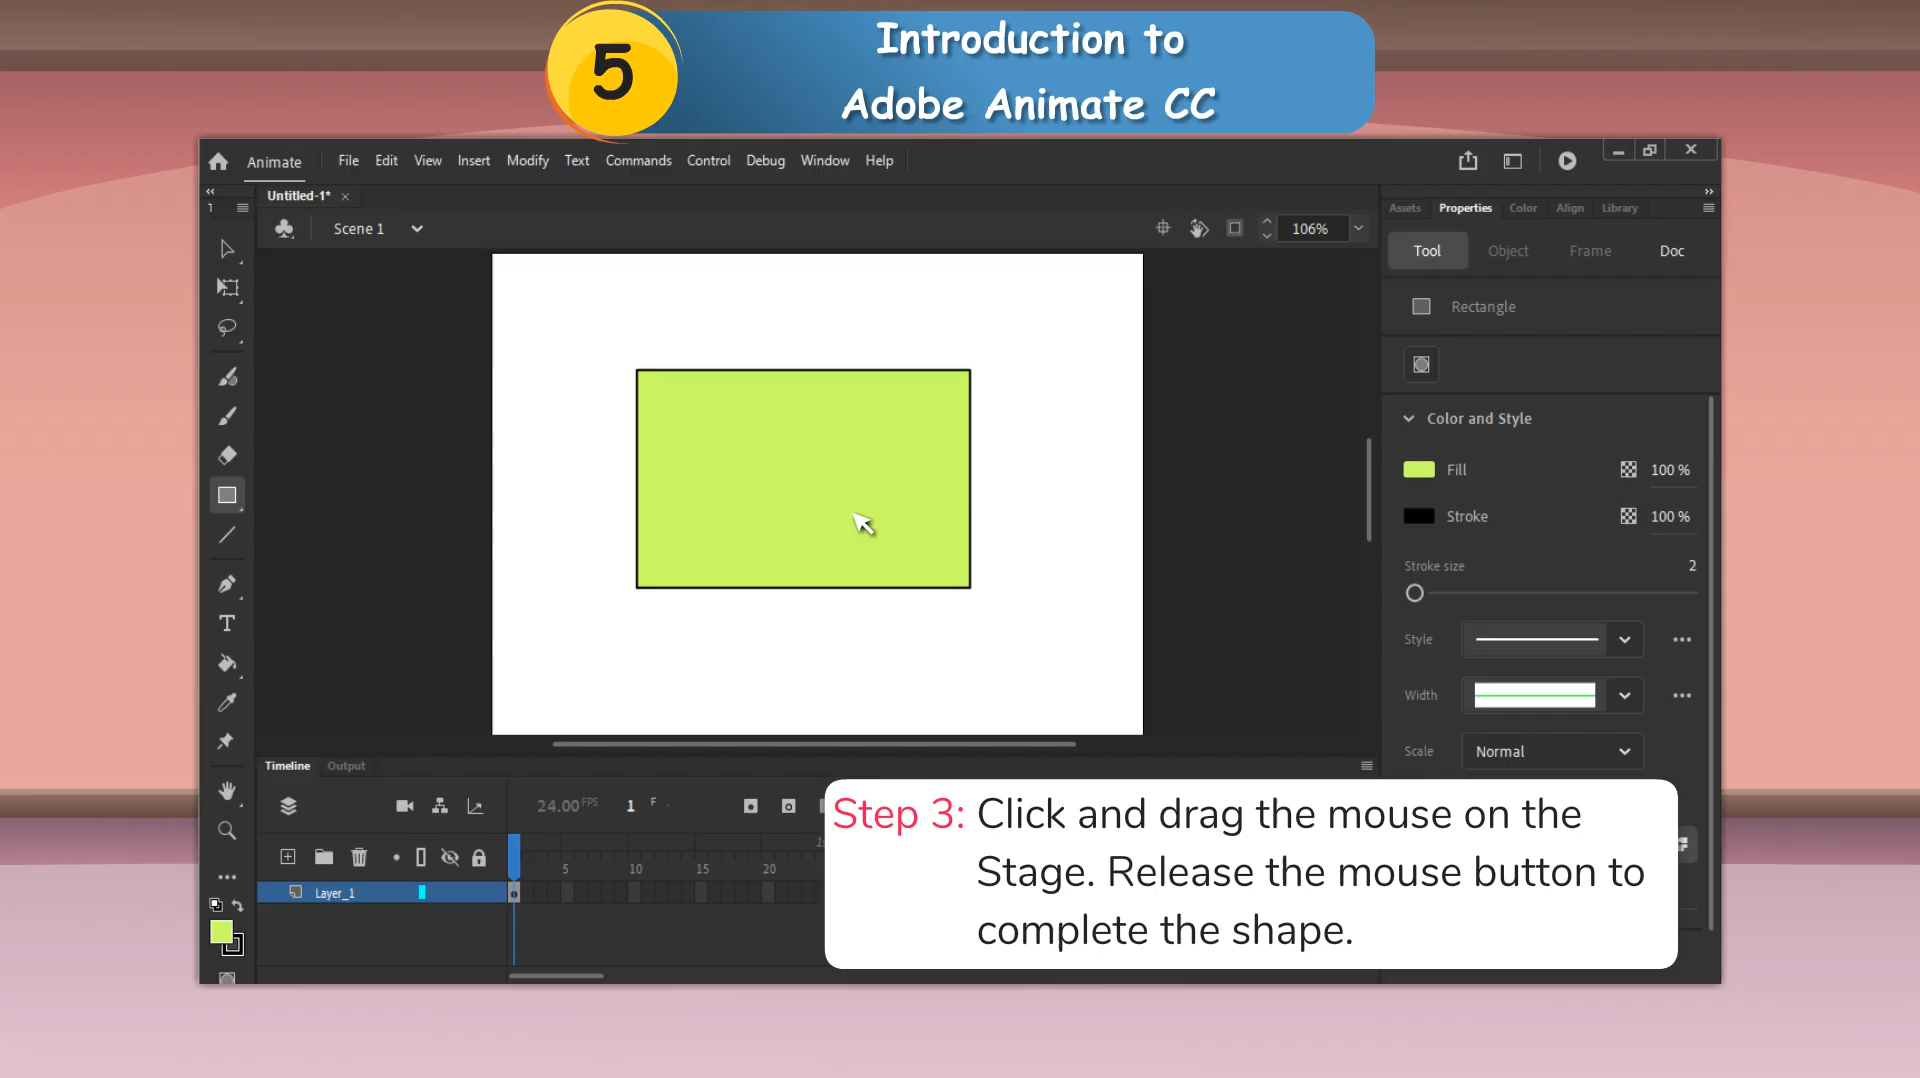 5
Introduction to
Adobe Animate CC
Animate File Edit View Insert Modify Text Commands Control Debug Window Help
Untitled-1*
1
Assets Properties Color Align Library
Scene 1
106%
Tool Object Frame Doc
Rectangle
Color and Style
Fill 100 %
Stroke 100 %
Stroke size 2
Style
Width
Scale Normal
Timeline Output
24.00 FPS 1 F
5 10 15 20
Layer_1
Step 3: Click and drag the mouse on the
Stage. Release the mouse button to
complete the shape.